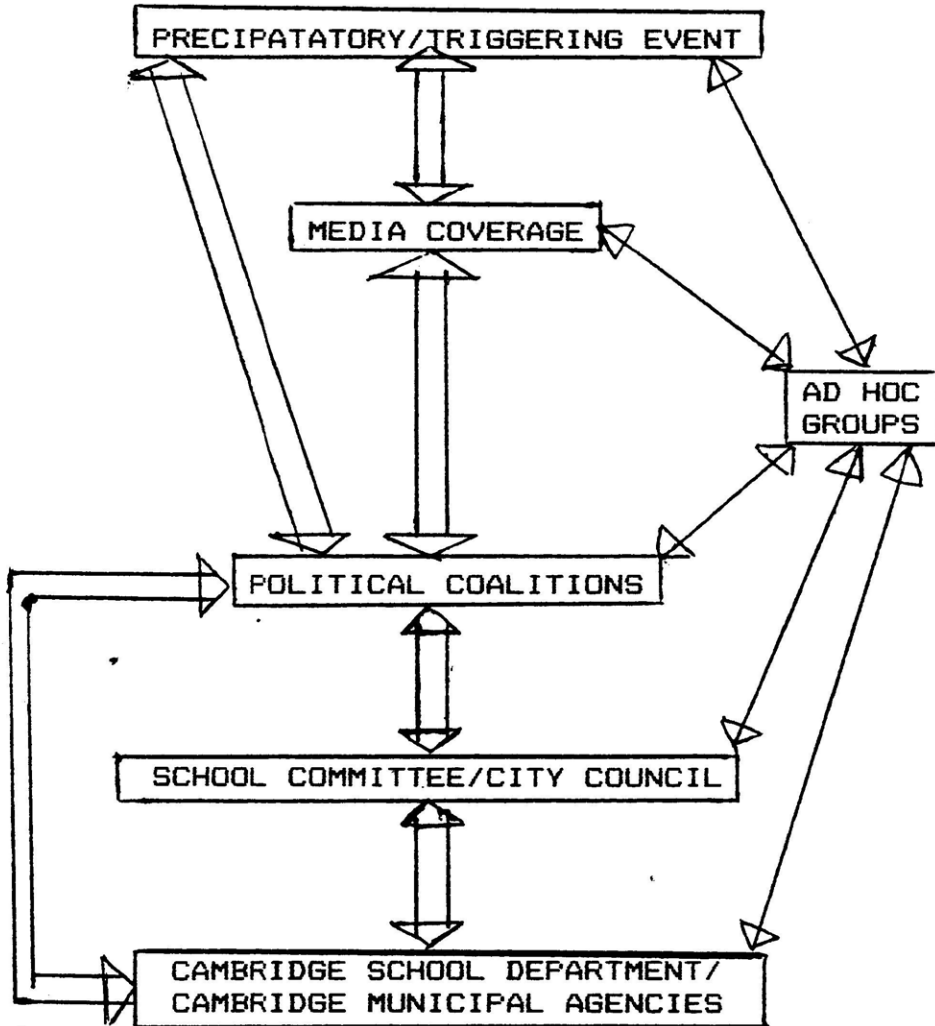 PRECIPATATORY/TRIGGERING EVENT
MEDIA COVERAGE
AD HOC
GROUPS
POLITICAL COALITIONS
SCHOOL COMMITTEE/CITY COUNCIL
CAMBRIDGE SCHOOL DEPARTMENT/
CAMBRIDGE MUNICIPAL AGENCIES